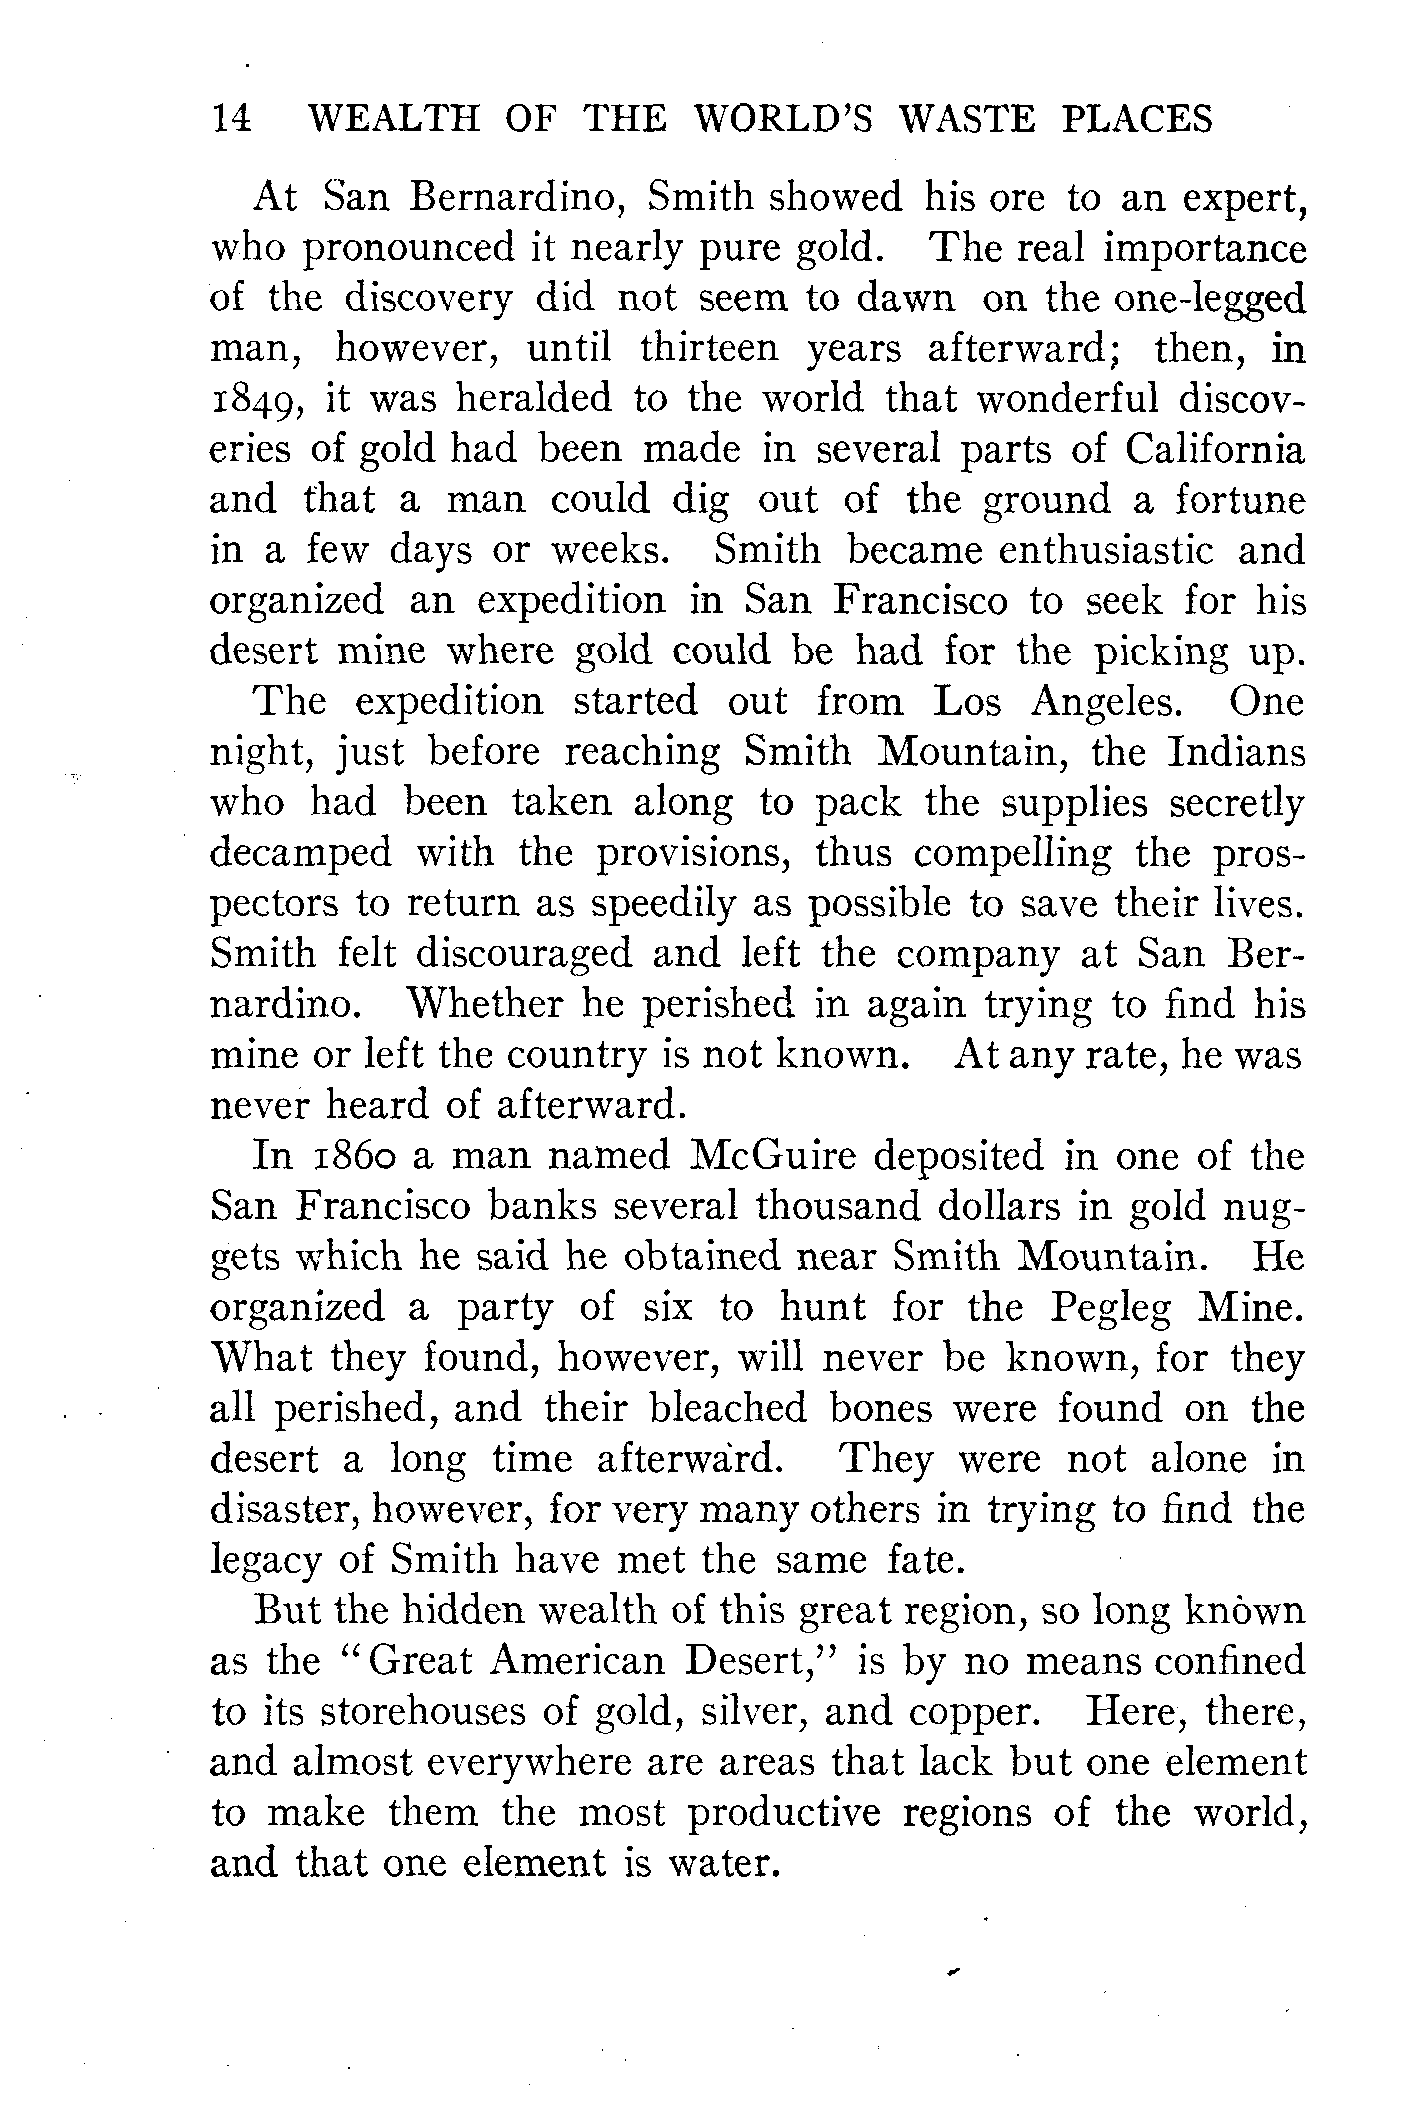 14 WEALTH OF THE WORLD'S WASTE PLACES
At San Bernardino, Smith showed his ore to an expert,
who pronounced it nearly pure gold. The real importance
of the discovery did not seem to dawn on the one-legged
man, however, until thirteen years afterward; then, in
1849, it was heralded to the world that wonderful discov-
eries of gold had been made in several parts of California
and that a man could dig out of the ground a fortune
in a few days or weeks. Smith became enthusiastic and
organized an expedition in San Francisco to seek for his
desert mine where gold could be had for the picking up.
The expedition started out from Los Angeles. One
night, just before reaching Smith Mountain, the Indians
who had been taken along to pack the supplies secretly
decamped with the provisions, thus compelling the pros-
pectors to return as speedily as possible to save their lives.
Smith felt discouraged and left the company at San Ber-
nardino. Whether he perished in again trying to find his
mine or left the country is not known. At any rate, he was
never heard of afterward.
In 1860 a man named McGuire deposited in one of the
San Francisco banks several thousand dollars in gold nug-
gets which he said he obtained near Smith Mountain. He
organized a party of six to hunt for the Pegleg Mine.
What they found, however, will never be known, for they
all perished, and their bleached bones were found on the
desert a long time afterward. They were not alone in
disaster, however, for very many others in trying to find the
legacy of Smith have met the same fate.
But the hidden wealth of this great region, so long known
as the "Great American Desert," is by no means confined
to its storehouses of gold, silver, and copper. Here, there,
and almost everywhere are areas that lack but one element
to make them the most productive regions of the world,
and that one element is water.